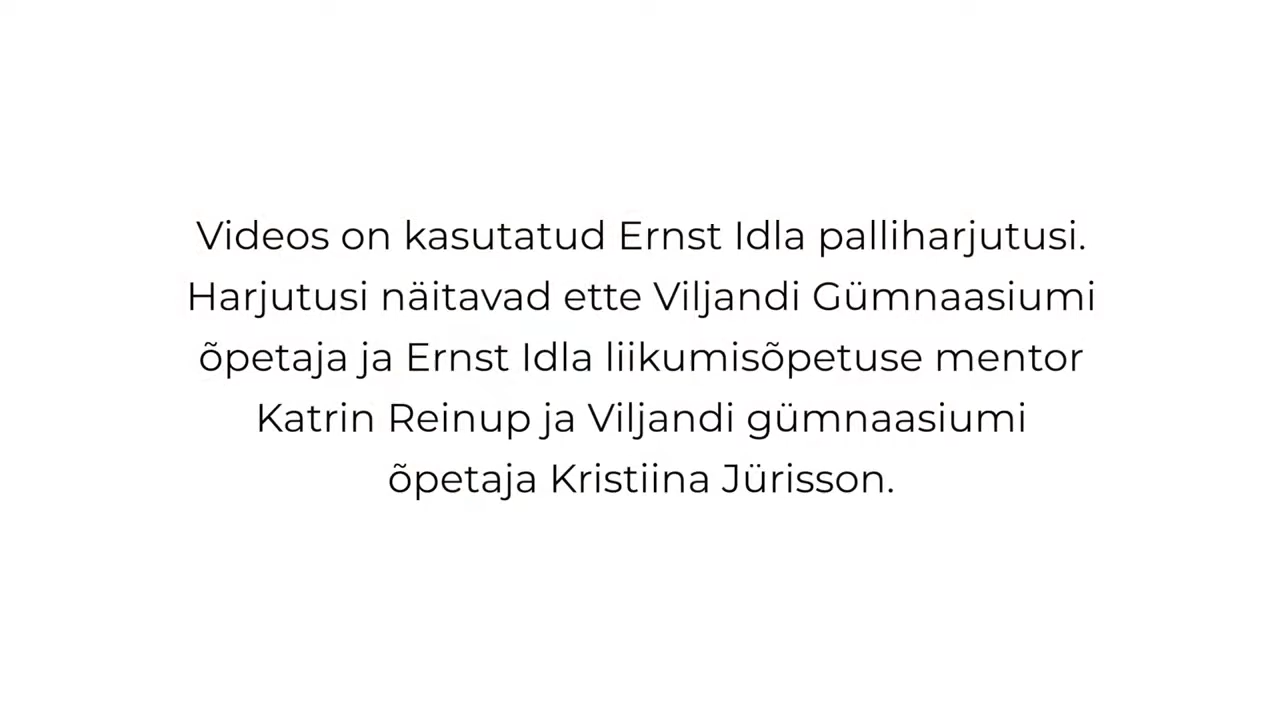 Videos on kasutatud Ernst Idla palliharjutusi.
Harjutusi näitavad ette Viljandi Gümnaasiumi
õpetaja ja Ernst Idla liikumisõpetuse mentor
Katrin Reinup ja Viljandi gümnaasiumi
õpetaja Kristiina Jürisson.